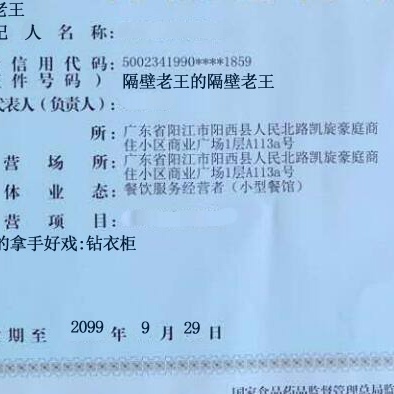 老王
记人名称:
信用代码: 5002341990****1859
件号码) 隔壁老王的隔壁老王
代表人(负责人):
所: 广东省阳江市阳西县人民北路凯旋豪庭商
住小区商业广场1层A113a号
营场所: 广东省阳江市阳西县人民北路凯旋豪庭商
住小区商业广场1层A113a号
体业态: 餐饮服务经营者(小型餐馆)
营项目:
的拿手好戏:钻衣柜
期至 2099年9月29日
国家食品药品监督管理总局监